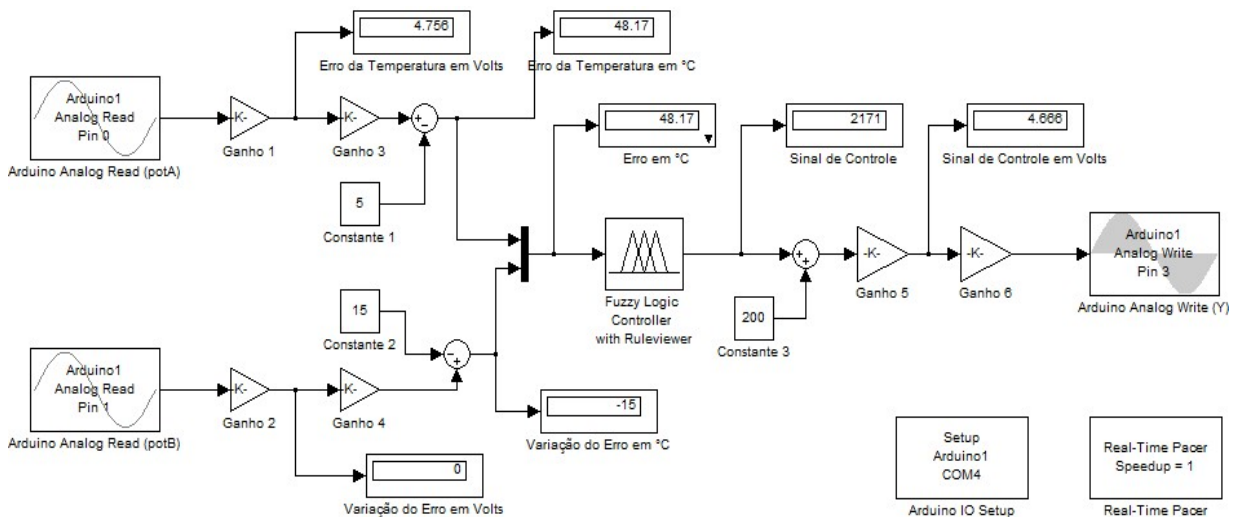 4.756
Erro da Temperatura em Volts
48.17
Erro da Temperatura em °C
Arduino1
Analog Read
Pin 0
Arduino Analog Read (potA)
-K-
Ganho 1
-K-
Ganho 3
+
−
5
Constante 1
48.17
Erro em °C
2171
Sinal de Controle
4.666
Sinal de Controle em Volts
Fuzzy Logic
Controller
with Ruleviewer
+
+
200
Constante 3
-K-
Ganho 5
-K-
Ganho 6
Arduino1
Analog Write
Pin 3
Arduino Analog Write (Y)
15
Constante 2
−
+
Arduino1
Analog Read
Pin 1
Arduino Analog Read (potB)
-K-
Ganho 2
-K-
Ganho 4
-15
Variação do Erro em °C
0
Variação do Erro em Volts
Setup
Arduino1
COM4
Arduino IO Setup
Real-Time Pacer
Speedup = 1
Real-Time Pacer